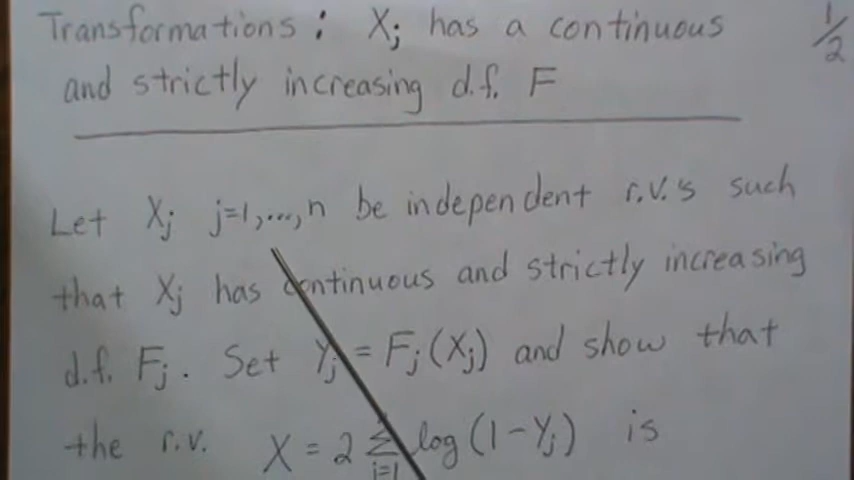 Transformations: Xj has a continuous 1/2
and strictly increasing d.f. F
Let Xj j=1,...,n be independent r.v.'s such
that Xj has continuous and strictly increasing
d.f. Fj. Set Yj = Fj(Xj) and show that
the r.v. X = 2 Σ j=1 log(1-Yj) is